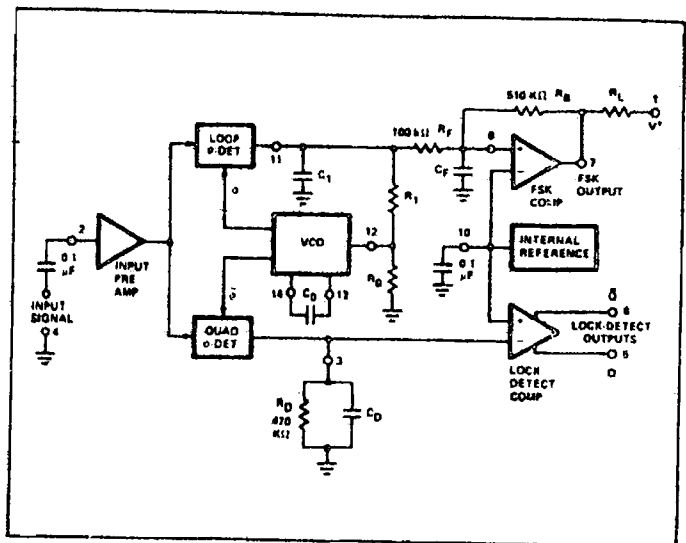 510 KΩ R_B R_L 1
V⁺
LOOP
φ-DET
11
100 kΩ R_F
8
+
−
FSK
COMP
7
FSK
OUTPUT
C_1
C_F
R_1
2
INPUT
PRE
AMP
0.1
μF
INPUT
SIGNAL
4
VCO
12
10
0.1
μF
INTERNAL
REFERENCE
14
C_0
13
R_0
QUAD
φ-DET
3
+
−
LOCK
DETECT
COMP
6
LOCK-DETECT
OUTPUTS
5
R_D
470
KΩ
C_D